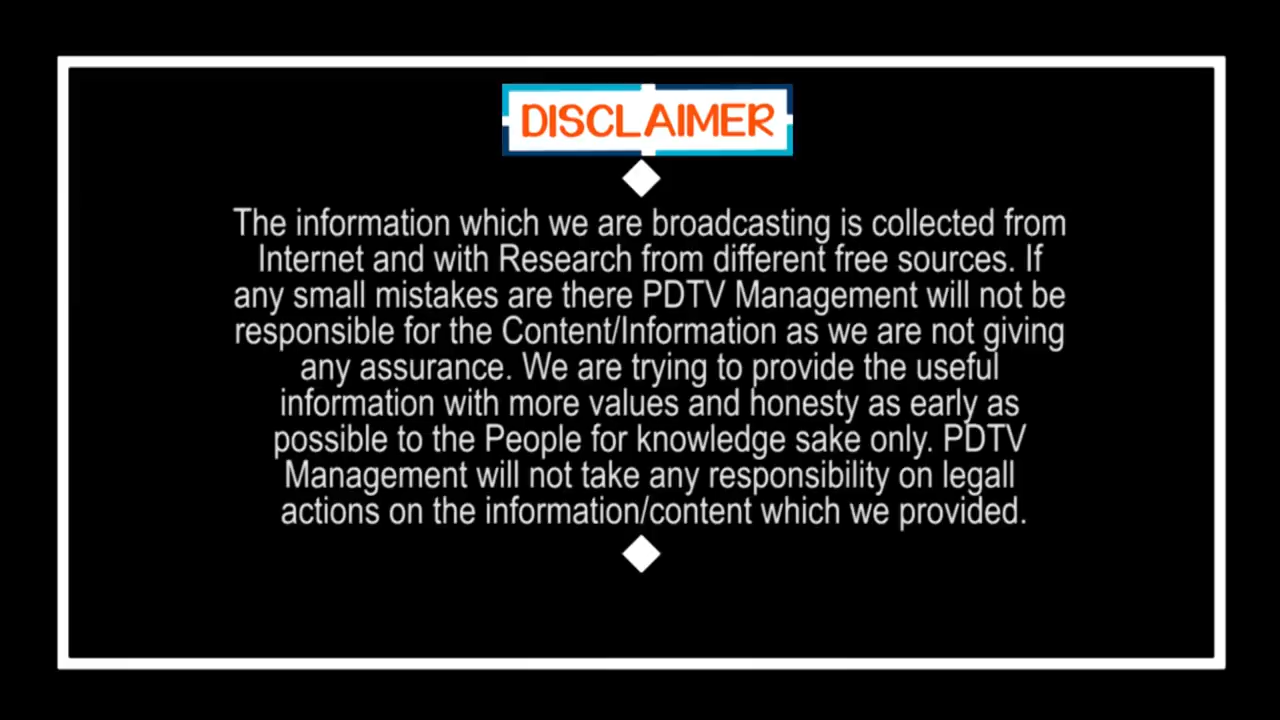 DISCLAIMER
The information which we are broadcasting is collected from
Internet and with Research from different free sources. If
any small mistakes are there PDTV Management will not be
responsible for the Content/Information as we are not giving
any assurance. We are trying to provide the useful
information with more values and honesty as early as
possible to the People for knowledge sake only. PDTV
Management will not take any responsibility on legall
actions on the information/content which we provided.